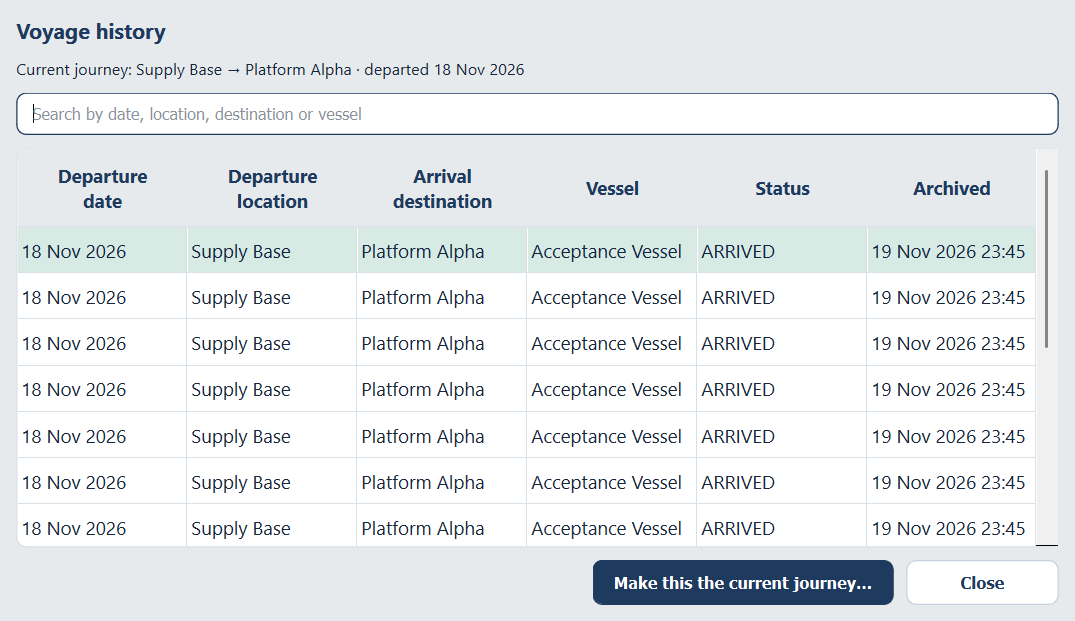 Voyage history
Current journey: Supply Base → Platform Alpha · departed 18 Nov 2026
Search by date, location, destination or vessel
Departure date Departure location Arrival destination Vessel Status Archived
18 Nov 2026 Supply Base Platform Alpha Acceptance Vessel ARRIVED 19 Nov 2026 23:45
18 Nov 2026 Supply Base Platform Alpha Acceptance Vessel ARRIVED 19 Nov 2026 23:45
18 Nov 2026 Supply Base Platform Alpha Acceptance Vessel ARRIVED 19 Nov 2026 23:45
18 Nov 2026 Supply Base Platform Alpha Acceptance Vessel ARRIVED 19 Nov 2026 23:45
18 Nov 2026 Supply Base Platform Alpha Acceptance Vessel ARRIVED 19 Nov 2026 23:45
18 Nov 2026 Supply Base Platform Alpha Acceptance Vessel ARRIVED 19 Nov 2026 23:45
18 Nov 2026 Supply Base Platform Alpha Acceptance Vessel ARRIVED 19 Nov 2026 23:45
Make this the current journey... Close